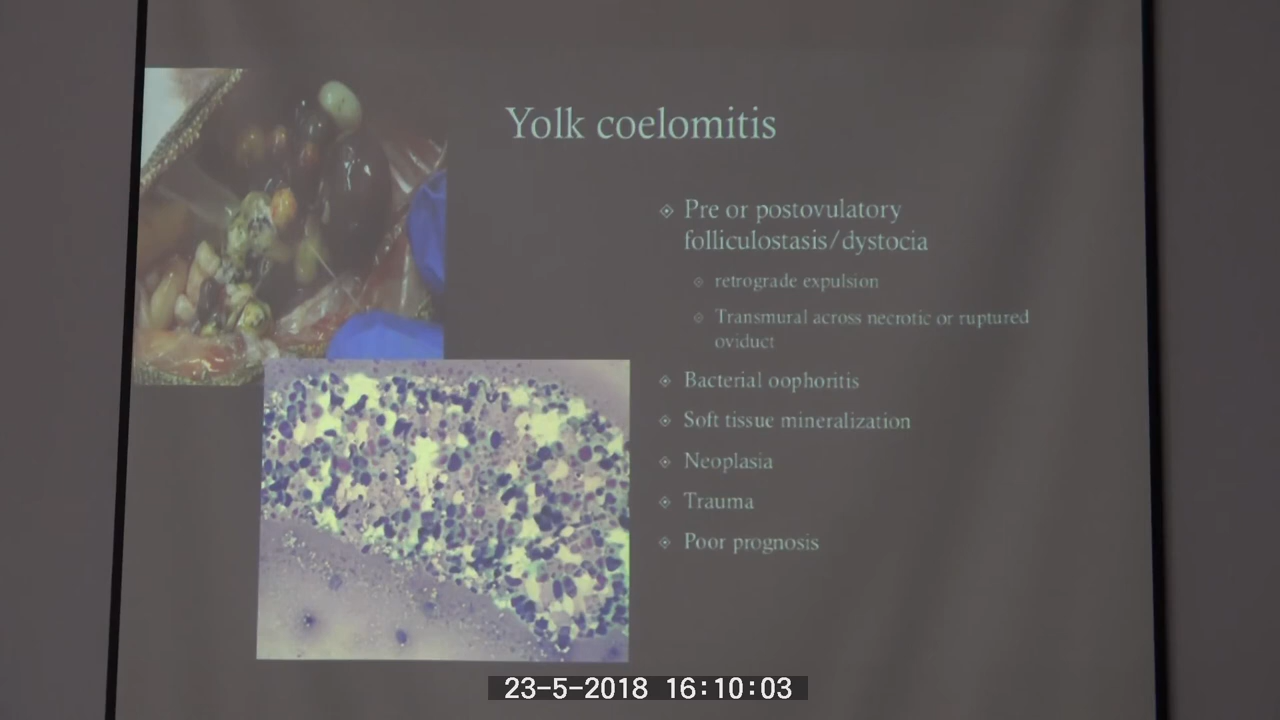 Yolk coelomitis
Pre or postovulatory
folliculostasis/dystocia
retrograde expulsion
Transmural across necrotic or ruptured
oviduct
Bacterial oophoritis
Soft tissue mineralization
Neoplasia
Trauma
Poor prognosis
23-5-2018 16:10:03